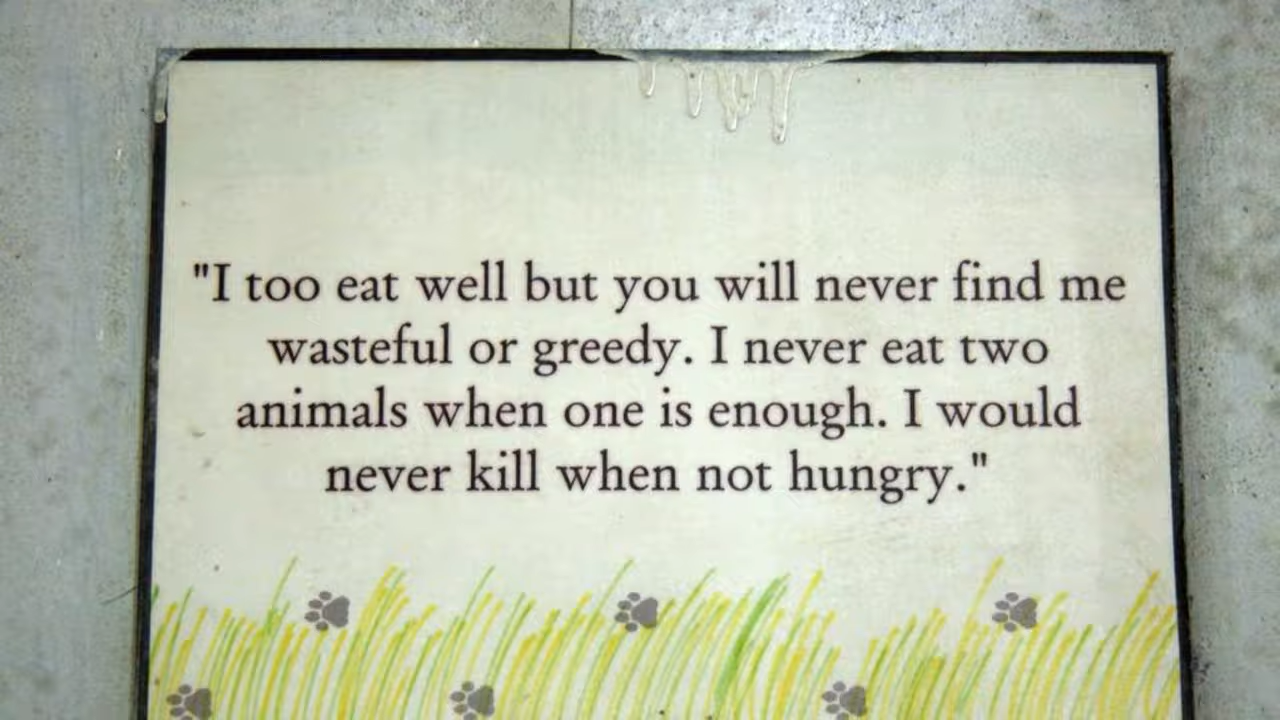 "I too eat well but you will never find me
wasteful or greedy. I never eat two
animals when one is enough. I would
never kill when not hungry."